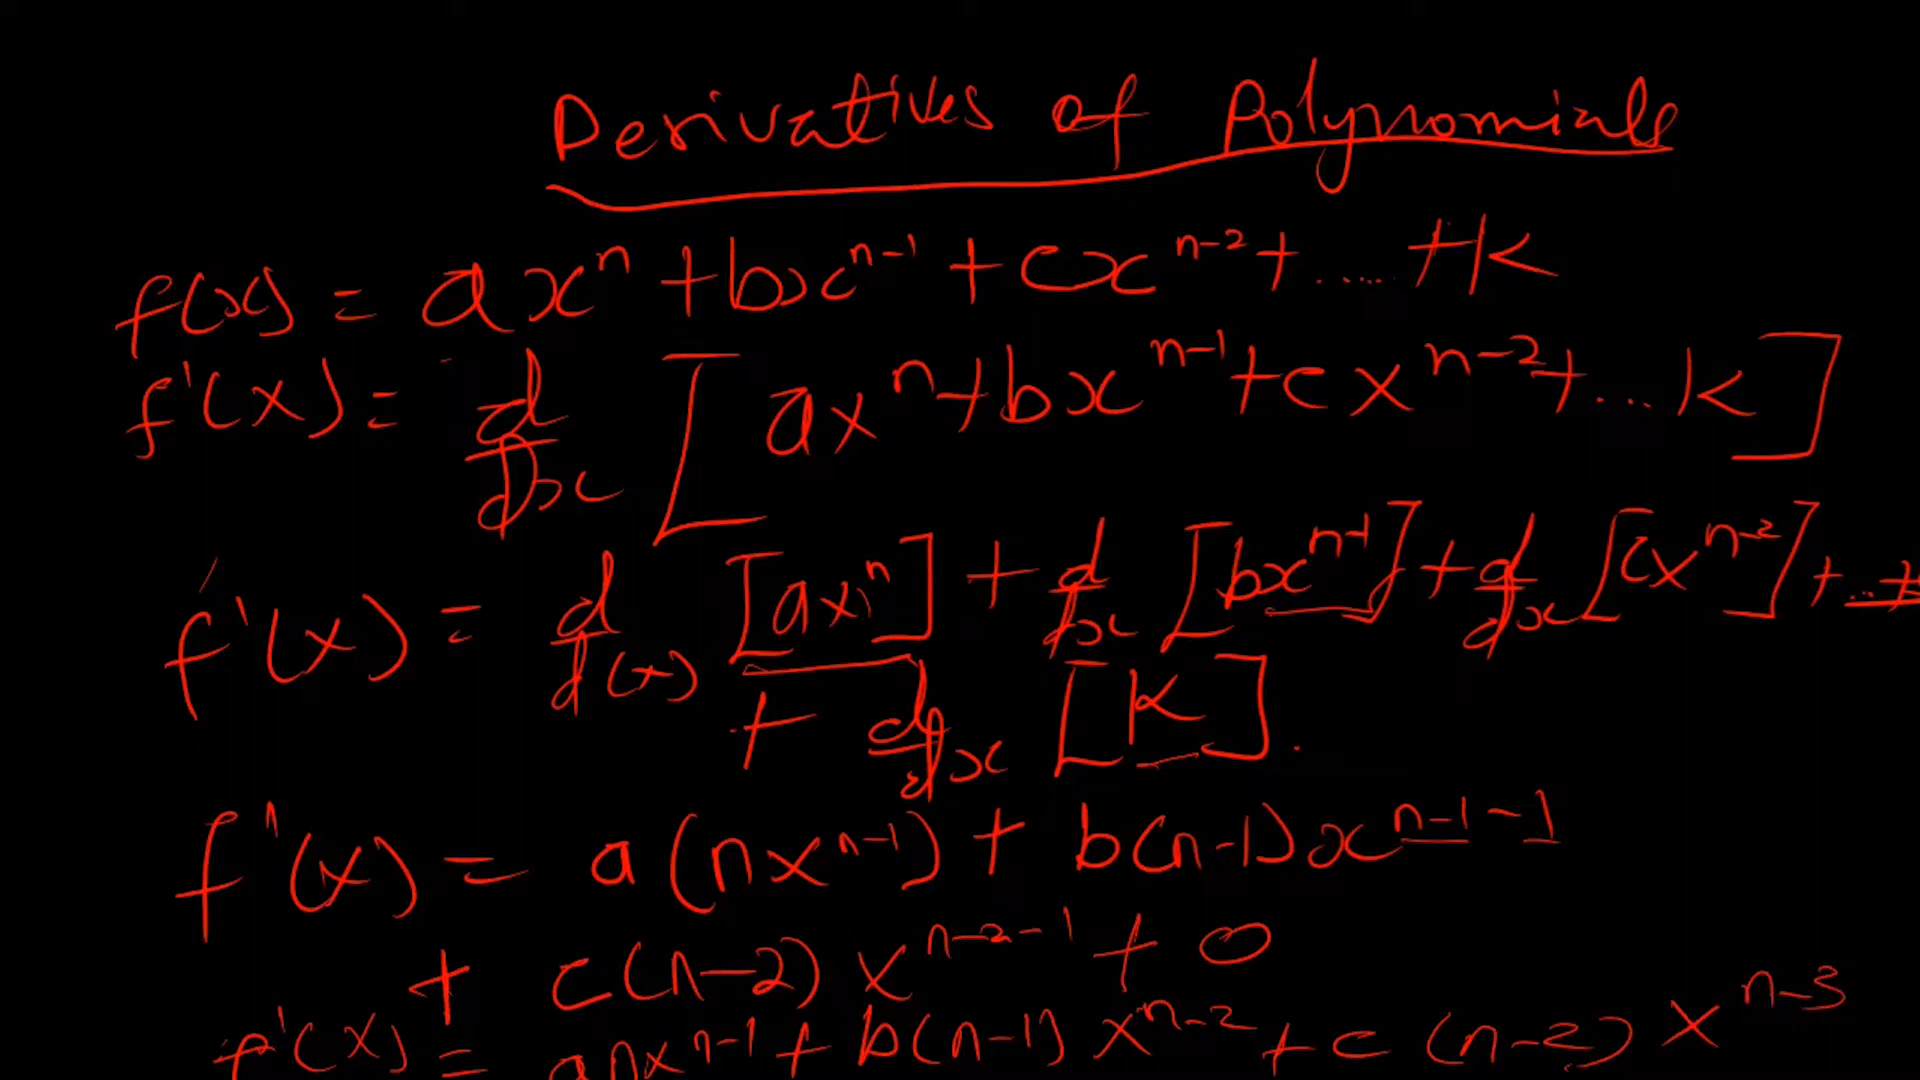 Derivatives of Polynomials
f(x) = ax^n + bx^{n-1} + cx^{n-2} + ..... + k
f'(x) = d/dx [ax^n + bx^{n-1} + cx^{n-2} + ... k]
f'(x) = d/d(x) [ax^n] + d/dx [bx^{n-1}] + d/dx [cx^{n-2}] + ... +
+ d/dx [k].
f'(x) = a(nx^{n-1}) + b(n-1)x^{n-1-1}
+ c(n-2) x^{n-2-1} + 0
f'(x) = anx^{n-1} + b(n-1) x^{n-2} + c (n-2) x^{n-3}